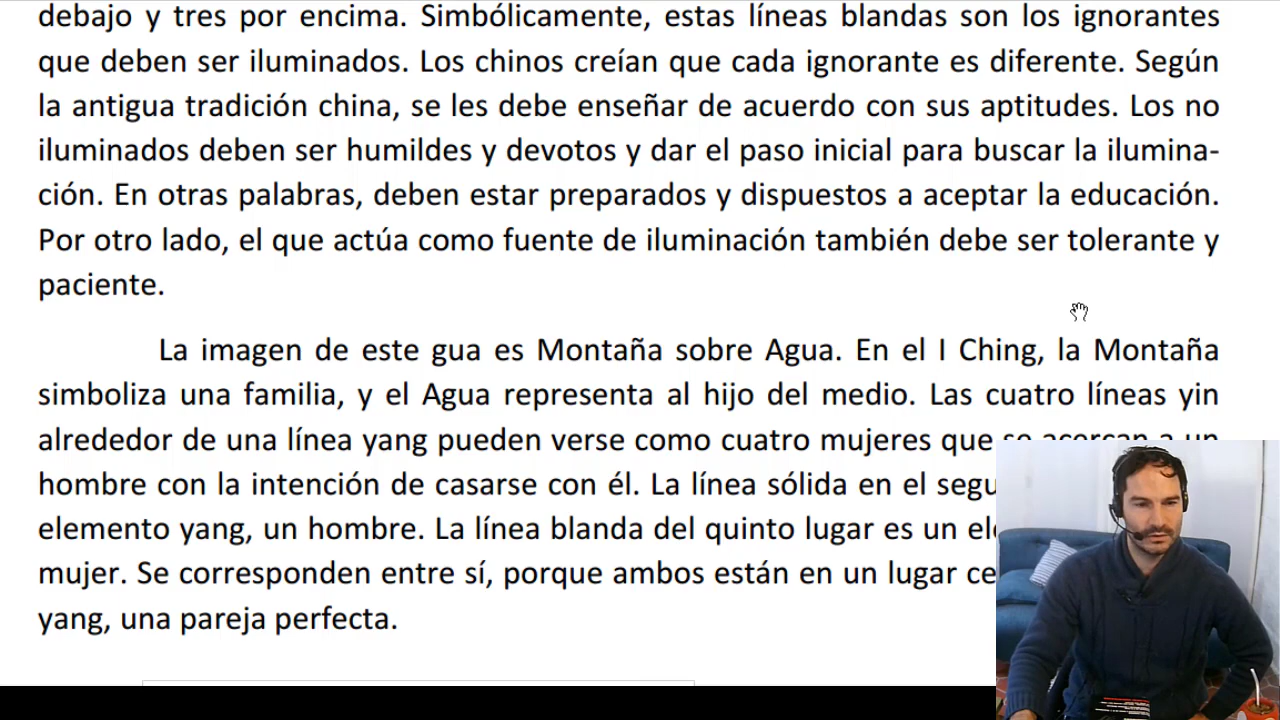 debajo y tres por encima. Simbólicamente, estas líneas blandas son los ignorantes
que deben ser iluminados. Los chinos creían que cada ignorante es diferente. Según
la antigua tradición china, se les debe enseñar de acuerdo con sus aptitudes. Los no
iluminados deben ser humildes y devotos y dar el paso inicial para buscar la ilumina-
ción. En otras palabras, deben estar preparados y dispuestos a aceptar la educación.
Por otro lado, el que actúa como fuente de iluminación también debe ser tolerante y
paciente.
La imagen de este gua es Montaña sobre Agua. En el I Ching, la Montaña
simboliza una familia, y el Agua representa al hijo del medio. Las cuatro líneas yin
alrededor de una línea yang pueden verse como cuatro mujeres que se acercan a un
hombre con la intención de casarse con él. La línea sólida en el segu
elemento yang, un hombre. La línea blanda del quinto lugar es un ele
mujer. Se corresponden entre sí, porque ambos están en un lugar ce
yang, una pareja perfecta.